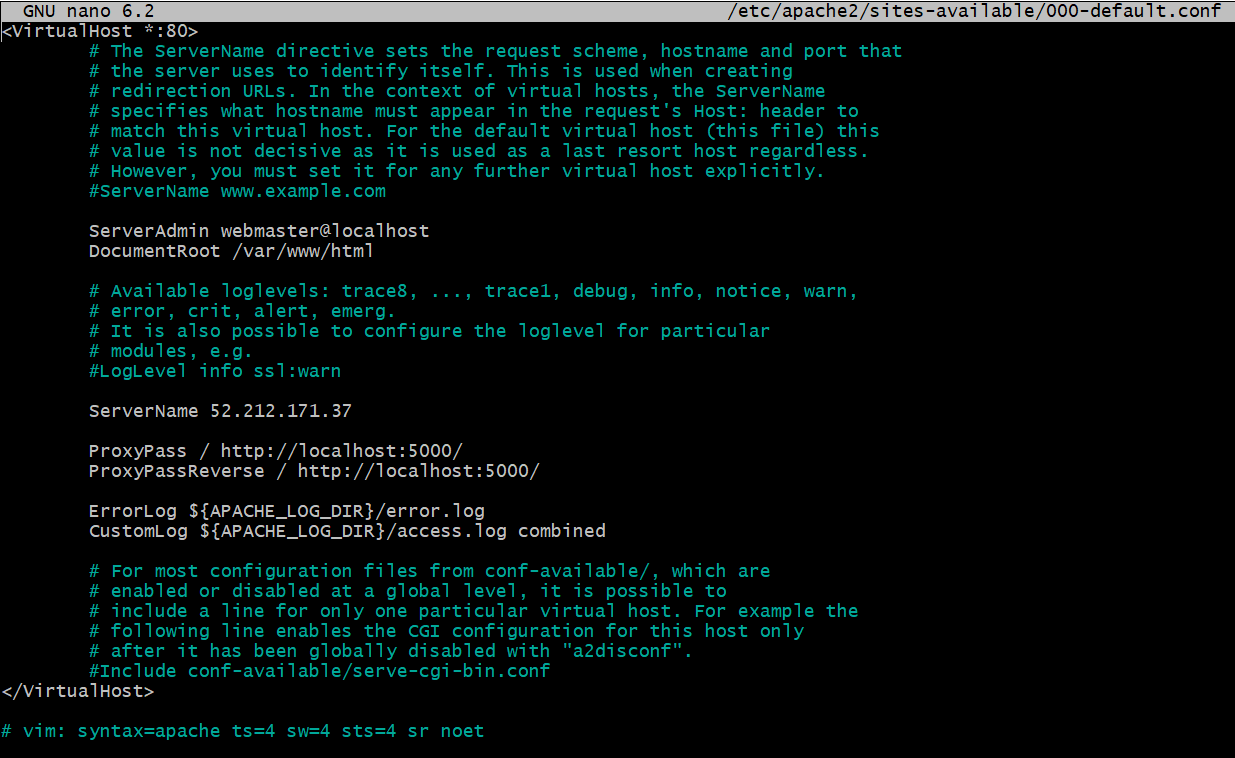 GNU nano 6.2 /etc/apache2/sites-available/000-default.conf
<VirtualHost *:80>
# The ServerName directive sets the request scheme, hostname and port that
# the server uses to identify itself. This is used when creating
# redirection URLs. In the context of virtual hosts, the ServerName
# specifies what hostname must appear in the request's Host: header to
# match this virtual host. For the default virtual host (this file) this
# value is not decisive as it is used as a last resort host regardless.
# However, you must set it for any further virtual host explicitly.
#ServerName www.example.com
ServerAdmin webmaster@localhost
DocumentRoot /var/www/html
# Available loglevels: trace8, ..., trace1, debug, info, notice, warn,
# error, crit, alert, emerg.
# It is also possible to configure the loglevel for particular
# modules, e.g.
#LogLevel info ssl:warn
ServerName 52.212.171.37
ProxyPass / http://localhost:5000/
ProxyPassReverse / http://localhost:5000/
ErrorLog ${APACHE_LOG_DIR}/error.log
CustomLog ${APACHE_LOG_DIR}/access.log combined
# For most configuration files from conf-available/, which are
# enabled or disabled at a global level, it is possible to
# include a line for only one particular virtual host. For example the
# following line enables the CGI configuration for this host only
# after it has been globally disabled with "a2disconf".
#Include conf-available/serve-cgi-bin.conf
</VirtualHost>
# vim: syntax=apache ts=4 sw=4 sts=4 sr noet